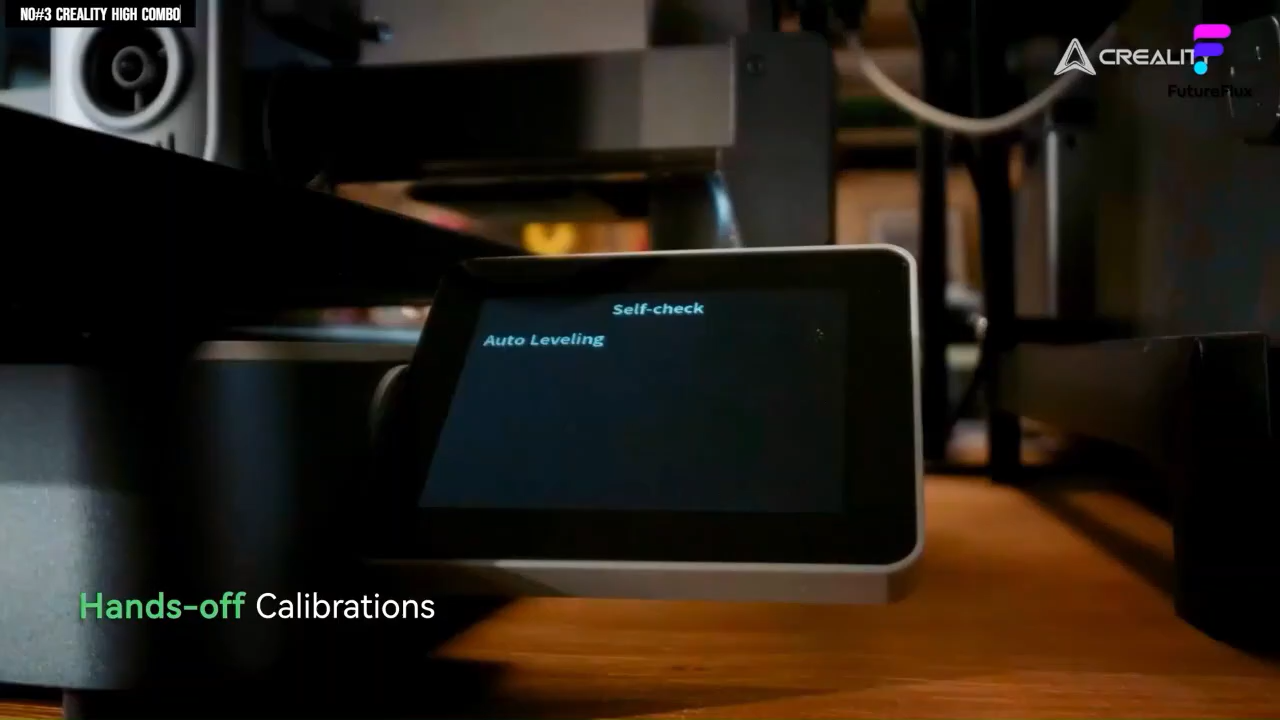 NO#3 CREALITY HIGH COMBO
CREALITY
FutureFlux
Self-check
Auto Leveling
Hands-off Calibrations